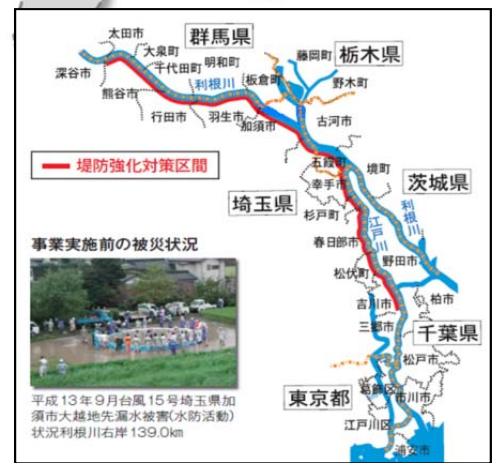 群馬県
栃木県
太田市
大泉町
千代田町
明和町
板倉町
藤岡町
野木町
深谷市
熊谷市
行田市
利根川
羽生市
加須市
古河市
堤防強化対策区間
五霞町
境町
幸手市
茨城県
埼玉県
杉戸町
江戸川
利根川
事業実施前の被災状況
春日部市
野田市
松伏町
柏市
吉川市
三郷市
千葉県
松戸市
東京都
葛飾区
市川市
江戸川区
浦安市
平成13年9月台風15号埼玉県加
須市大越地先漏水被害(水防活動)
状況利根川右岸139.0km